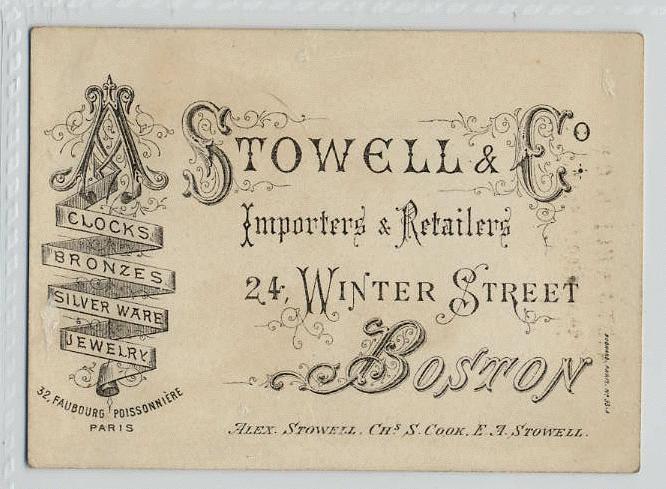 A. STOWELL & Co.
Importers & Retailers
24, WINTER STREET
BOSTON
CLOCKS,
BRONZES,
SILVER WARE
JEWELRY,
32, FAUBOURG POISSONNIÈRE
PARIS
ALEX. STOWELL. CHs S. COOK. E. A. STOWELL.